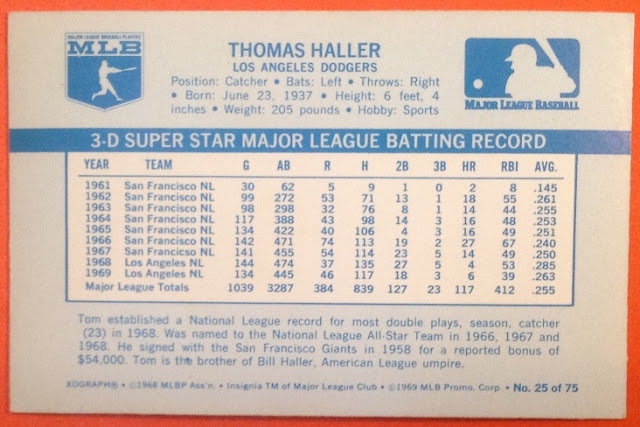 MAJOR LEAGUE BASEBALL PLAYERS
MLB
THOMAS HALLER
LOS ANGELES DODGERS
Position: Catcher • Bats: Left • Throws: Right
• Born: June 23, 1937 • Height: 6 feet, 4
inches • Weight: 205 pounds • Hobby: Sports
MAJOR LEAGUE BASEBALL
3-D SUPER STAR MAJOR LEAGUE BATTING RECORD
YEAR TEAM G AB R H 2B 3B HR RBI AVG.
1961 San Francisco NL 30 62 5 9 1 0 2 8 .145
1962 San Francisco NL 99 272 53 71 13 1 18 55 .261
1963 San Francisco NL 98 298 32 76 8 1 14 44 .255
1964 San Francisco NL 117 388 43 98 14 3 16 48 .253
1965 San Francisco NL 134 422 40 106 4 3 16 49 .251
1966 San Francisco NL 142 471 74 113 19 2 27 67 .240
1967 San Francicso NL 141 455 54 114 23 5 14 49 .250
1968 Los Angeles NL 144 474 37 135 27 5 4 53 .285
1969 Los Angeles NL 134 445 46 117 18 3 6 39 .263
Major League Totals 1039 3287 384 839 127 23 117 412 .255
Tom established a National League record for most double plays, season, catcher
(23) in 1968. Was named to the National League All-Star Team in 1966, 1967 and
1968. He signed with the San Francisco Giants in 1958 for a reported bonus of
$54,000. Tom is the brother of Bill Haller, American League umpire.
XOGRAPH® • ©1968 MLBP Ass'n. • Insignia TM of Major League Club • ©1969 MLB Promo. Corp • No. 25 of 75